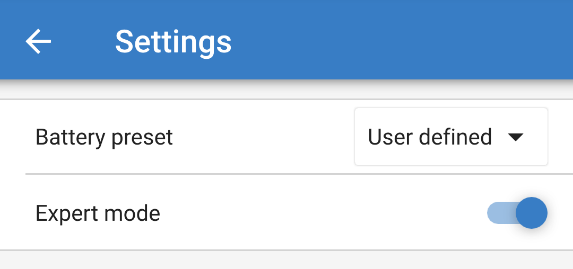 Settings
Battery preset
User defined
Expert mode